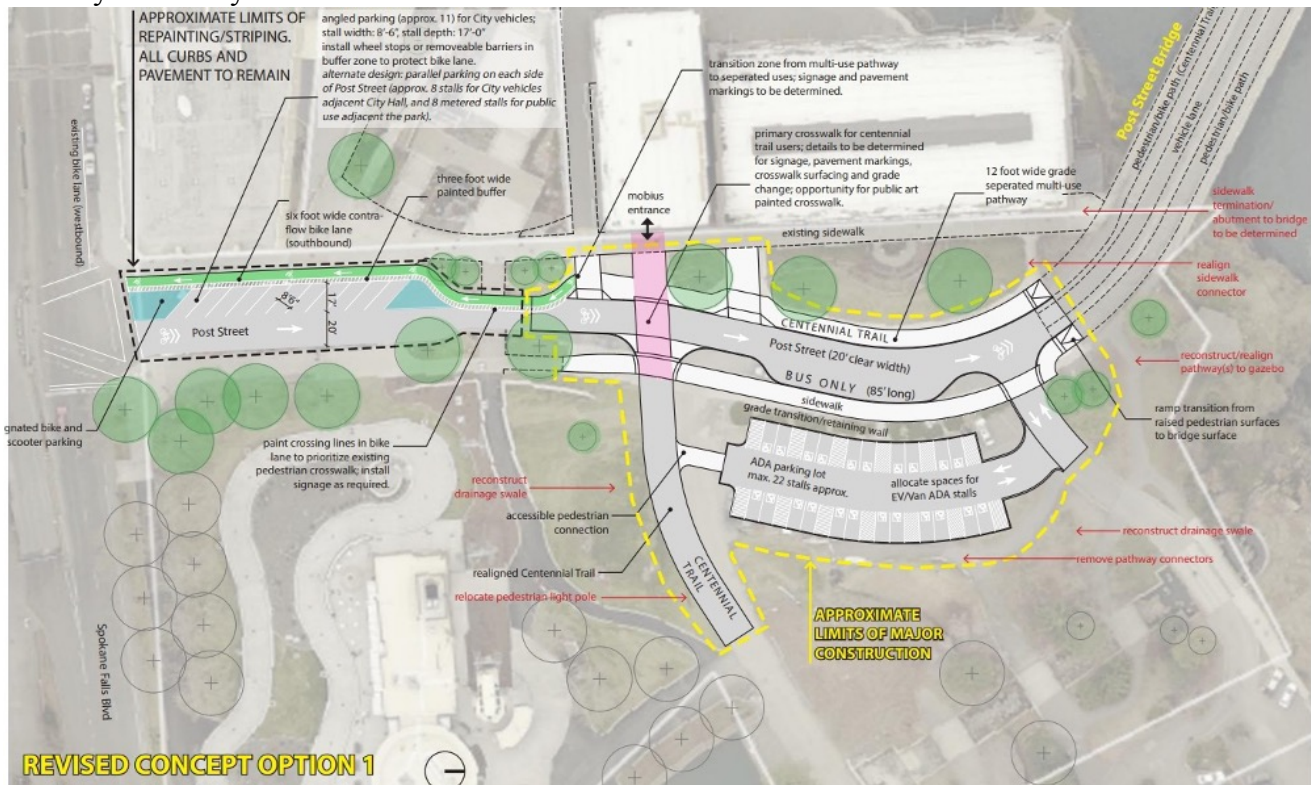 APPROXIMATE LIMITS OF
REPAINTING/STRIPING.
ALL CURBS AND
PAVEMENT TO REMAIN
angled parking (approx. 11) for City vehicles;
stall width: 8'-6", stall depth: 17'-0"
install wheel stops or removeable barriers in
buffer zone to protect bike lane.
alternate design: parallel parking on each side
of Post Street (approx. 8 stalls for City vehicles
adjacent City Hall, and 8 metered stalls for public
use adjacent the park).
transition zone from multi-use pathway
to seperated uses; signage and pavement
markings to be determined.
primary crosswalk for centennial
trail users; details to be determined
for signage, pavement markings,
crosswalk surfacing and grade
change; opportunity for public art
painted crosswalk.
12 foot wide grade
seperated multi-use
pathway
Post Street Bridge
pedestrian/bike path (Centennial Trail
vehicle lane
pedestrian/bike path
sidewalk
termination/
abutment to bridge
to be determined
realign
sidewalk
connector
reconstruct/realign
pathway(s) to gazebo
ramp transition from
raised pedestrian surfaces
to bridge surface
existing bike lane (westbound)
six foot wide contra-
flow bike lane
(southbound)
three foot wide
painted buffer
mobius
entrance
existing sidewalk
8'6"
17'
20'
Post Street
CENTENNIAL TRAIL
Post Street (20' clear width)
BUS ONLY (85' long)
sidewalk
grade transition/retaining wall
ADA parking lot
max. 22 stalls approx.
allocate spaces for
EV/Van ADA stalls
gnated bike and
scooter parking
paint crossing lines in bike
lane to prioritize existing
pedestrian crosswalk; install
signage as required.
reconstruct
drainage swale
accessible pedestrian
connection
realigned Centennial Trail
relocate pedestrian light pole
CENTENNIAL
TRAIL
reconstruct drainage swale
remove pathway connectors
APPROXIMATE
LIMITS OF MAJOR
CONSTRUCTION
Spokane Falls Blvd
REVISED CONCEPT OPTION 1